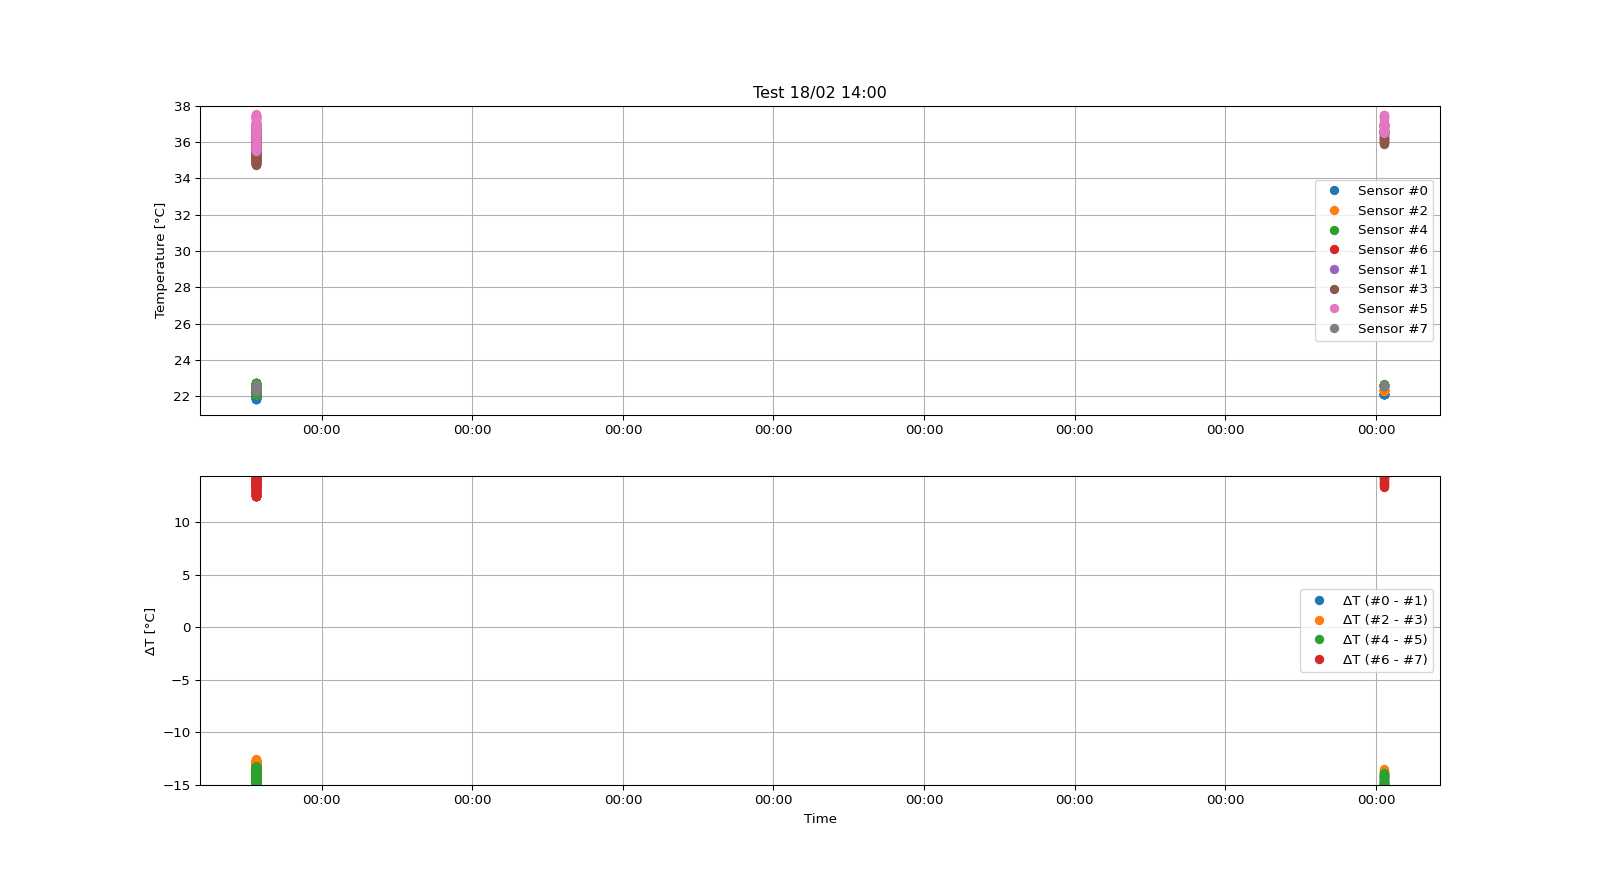 Test 18/02 14:00
Temperature [°C]
38
36
34
32
30
28
26
24
22
Sensor #0
Sensor #2
Sensor #4
Sensor #6
Sensor #1
Sensor #3
Sensor #5
Sensor #7
00:00 00:00 00:00 00:00 00:00 00:00 00:00 00:00
ΔT [°C]
10
5
0
−5
−10
−15
ΔT (#0 - #1)
ΔT (#2 - #3)
ΔT (#4 - #5)
ΔT (#6 - #7)
00:00 00:00 00:00 00:00 00:00 00:00 00:00 00:00
Time